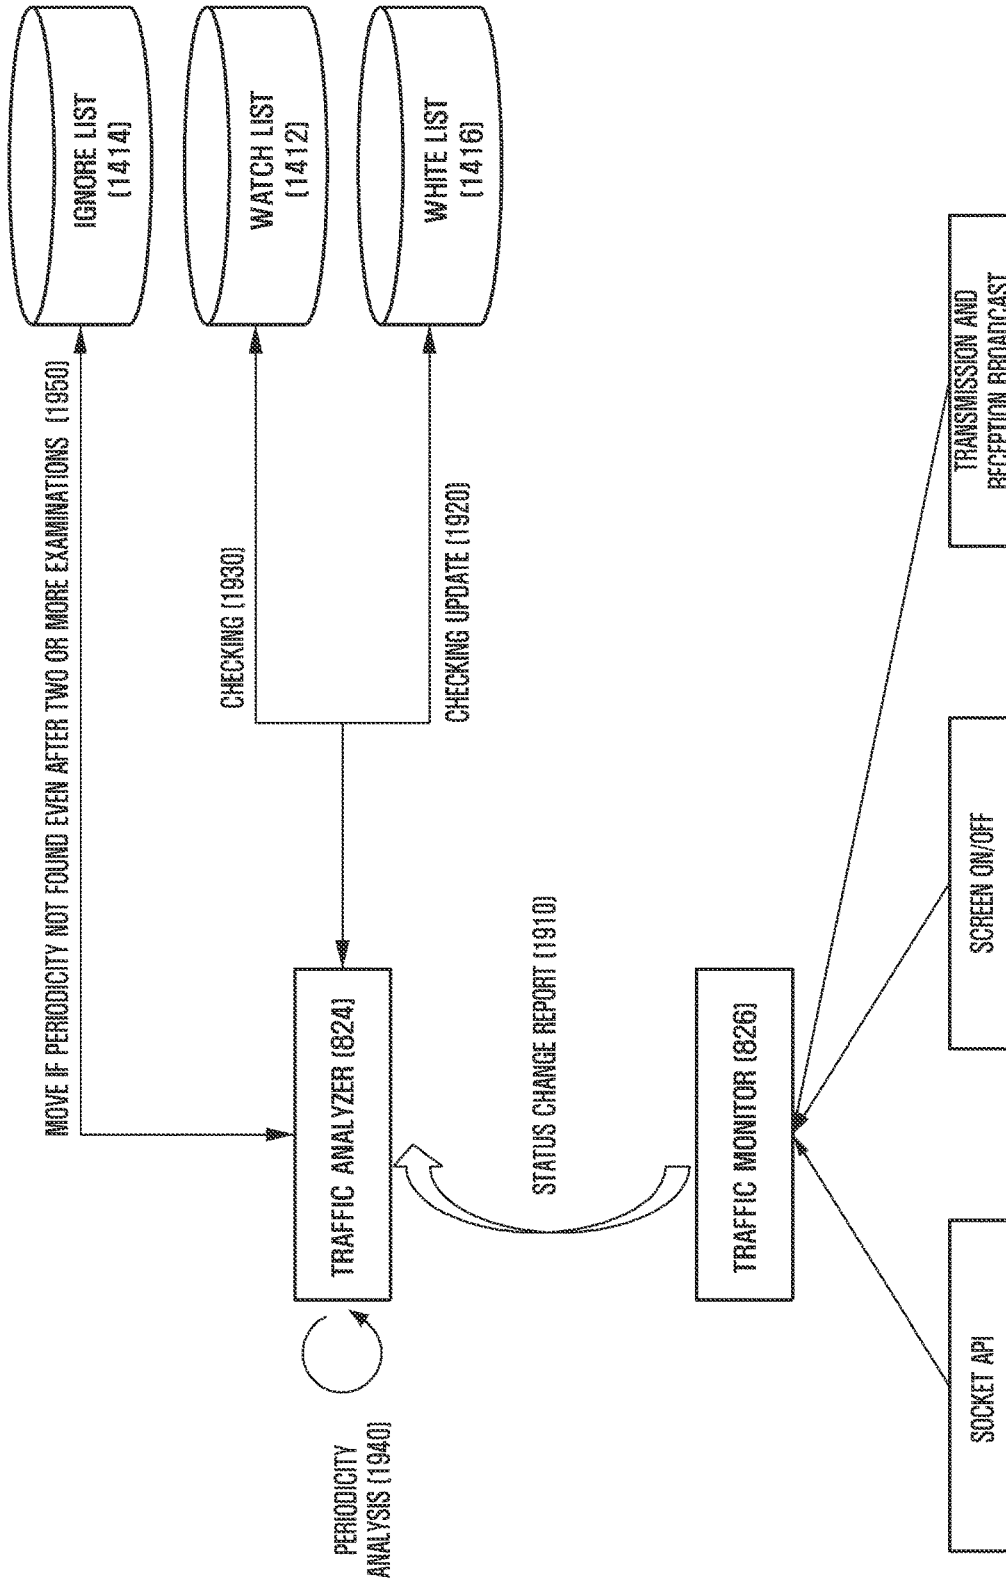 IGNORE LIST
(1414)
WATCH LIST
(1412)
WHITE LIST
(1416)
MOVE IF PERIODICITY NOT FOUND EVEN AFTER TWO OR MORE EXAMINATIONS (1950)
CHECKING (1930)
CHECKING UPDATE (1920)
TRAFFIC ANALYZER (824)
PERIODICITY
ANALYSIS (1940)
STATUS CHANGE REPORT (1910)
TRAFFIC MONITOR (826)
SOCKET API
SCREEN ON/OFF
TRANSMISSION AND
RECEPTION BROADCAST